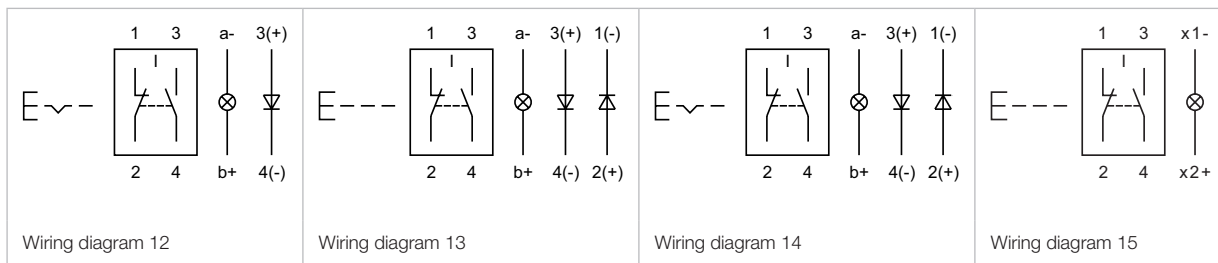 1 3 a- 3(+)
2 4 b+ 4(-)
Wiring diagram 12
1 3 a- 3(+) 1(-)
2 4 b+ 4(-) 2(+)
Wiring diagram 13
1 3 a- 3(+) 1(-)
2 4 b+ 4(-) 2(+)
Wiring diagram 14
1 3 x1-
2 4 x2+
Wiring diagram 15